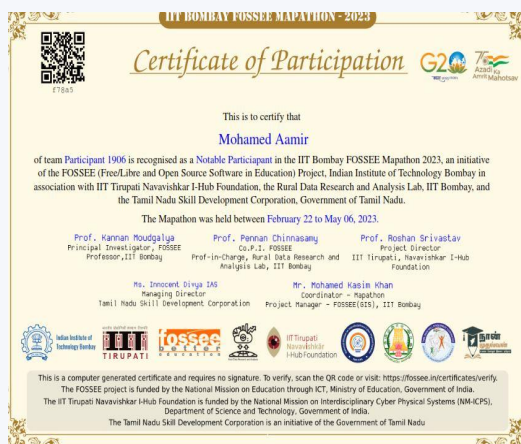 IIT BOMBAY FOSSEE MAPATHON - 2023
f78a5
Certificate of Participation
G20
75
Azadi Ka
Amrit Mahotsav
This is to certify that
Mohamed Aamir
of team Participant 1906 is recognised as a Notable Particiapant in the IIT Bombay FOSSEE Mapathon 2023, an initiative
of the FOSSEE (Free/Libre and Open Source Software in Education) Project, Indian Institute of Technology Bombay in
association with IIT Tirupati Navavishkar I-Hub Foundation, the Rural Data Research and Analysis Lab, IIT Bombay, and
the Tamil Nadu Skill Development Corporation, Government of Tamil Nadu.
The Mapathon was held between February 22 to May 06, 2023.
Prof. Kannan Moudgalya
Principal Investigator, FOSSEE
Professor,IIT Bombay
Prof. Pennan Chinnasamy
Co.P.I. FOSSEE
Prof-in-Charge, Rural Data Research and
Analysis Lab, IIT Bombay
Prof. Roshan Srivastav
Project Director
IIT Tirupati, Navavishkar I-Hub
Foundation
Ms. Innocent Divya IAS
Managing Director
Tamil Nadu Skill Development Corporation
Mr. Mohamed Kasim Khan
Coordinator - Mapathon
Project Manager - FOSSEE(GIS), IIT Bombay
Indian Institute of
Technology Bombay
TIRUPATI
fossee
education
IIT Tirupati
Navavishkar
I-Hub Foundation
நான்
முதல்வன்
This is a computer generated certificate and requires no signature. To verify, scan the QR code or visit: https://fossee.in/certificates/verify.
The FOSSEE project is funded by the National Mission on Education through ICT, Ministry of Education, Government of India.
The IIT Tirupati Navavishkar I-Hub Foundation is funded by the National Mission on Interdisciplinary Cyber Physical Systems (NM-ICPS),
Department of Science and Technology, Government of India.
The Tamil Nadu Skill Development Corporation is an initiative of the Government of Tamil Nadu